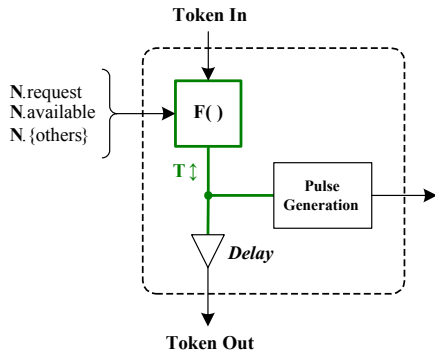 Token In
N.request
N.available
N.{others}
F( )
T↕
Pulse
Generation
Delay
Token Out